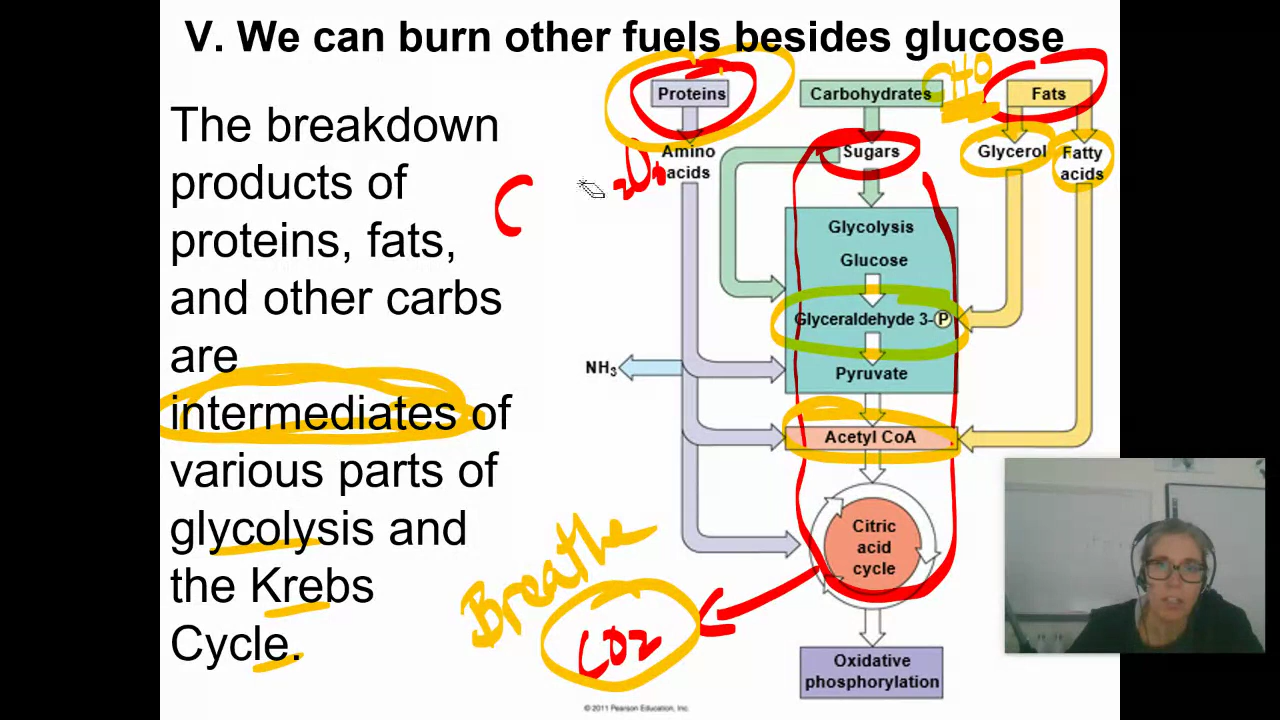 V. We can burn other fuels besides glucose
The breakdown
products of
proteins, fats,
and other carbs
are
intermediates of
various parts of
glycolysis and
the Krebs
Cycle.
Proteins
Carbohydrates
CHO
Fats
Amino
acids
Sugars
Glycerol
Fatty
acids
Glycolysis
Glucose
Glyceraldehyde 3-P
NH₃
Pyruvate
Acetyl CoA
Citric
acid
cycle
Breathe
CO2
Oxidative
phosphorylation
© 2011 Pearson Education, Inc.